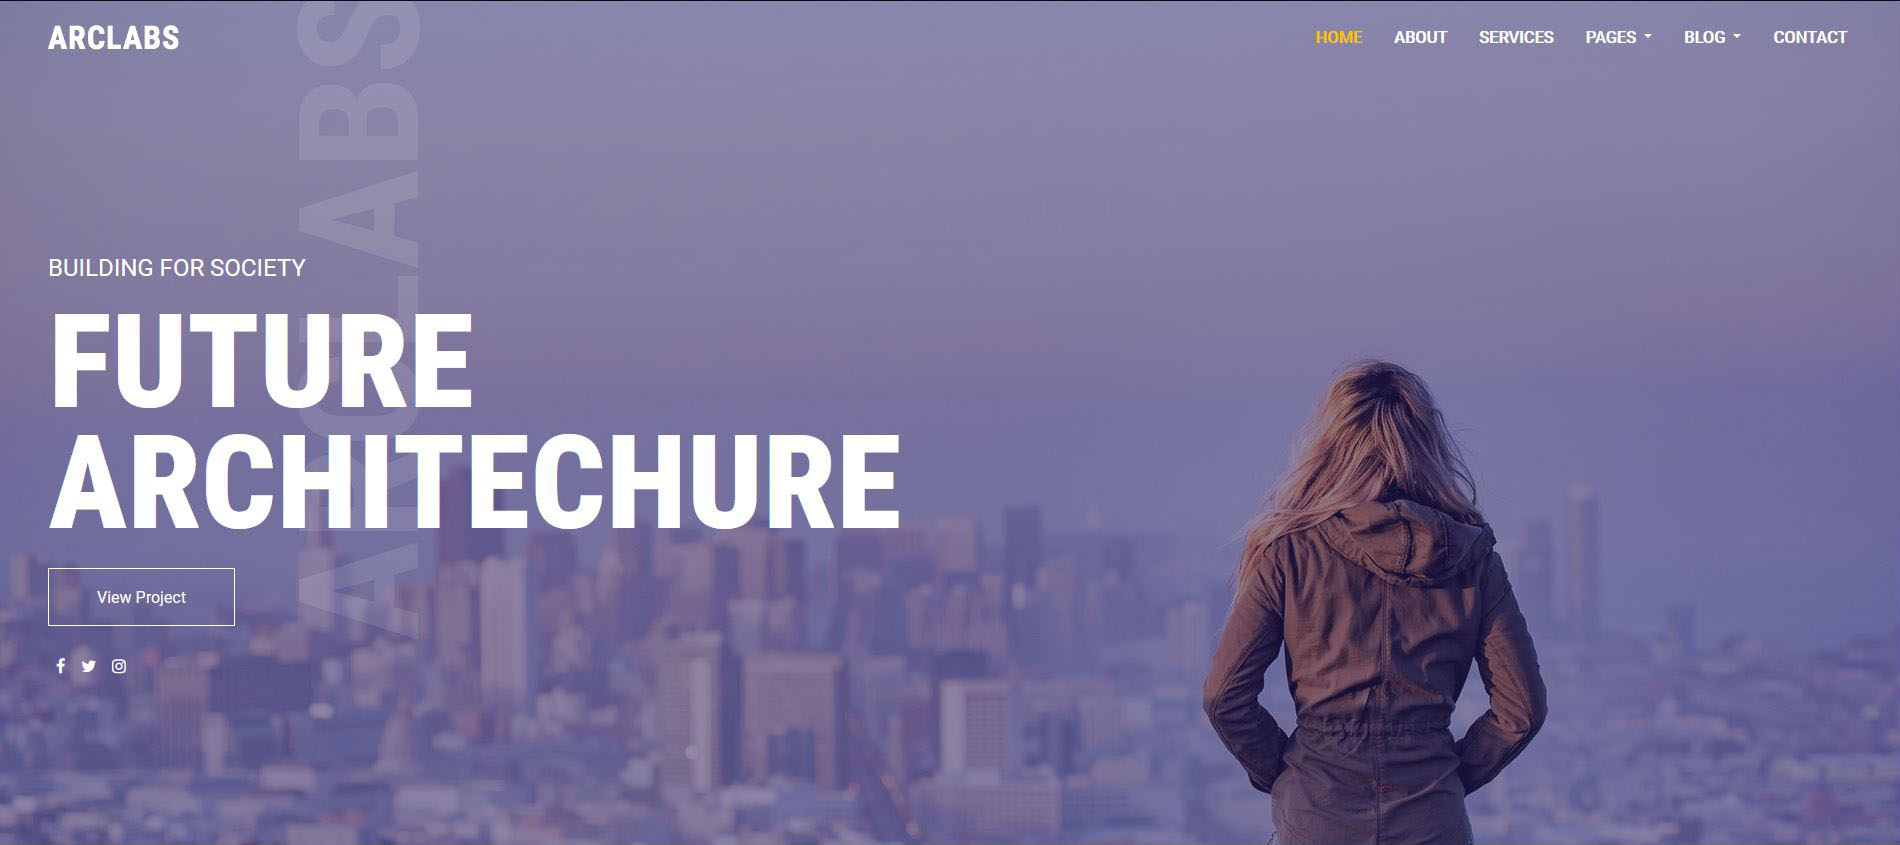 ARCLABS
HOME ABOUT SERVICES PAGES BLOG CONTACT
ARCLABS
BUILDING FOR SOCIETY
FUTURE
ARCHITECHURE
View Project